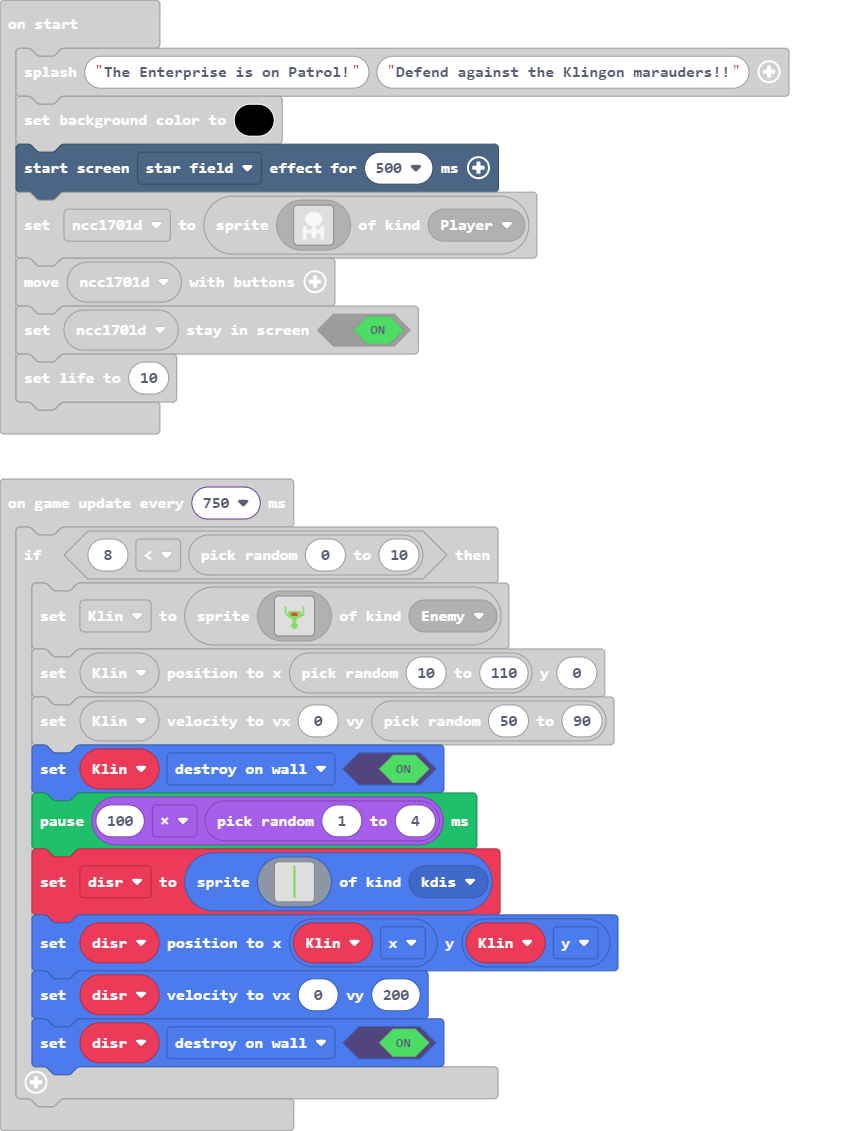 on start
splash "The Enterprise is on Patrol!" "Defend against the Klingon marauders!!"
set background color to
start screen star field effect for 500 ms
set ncc1701d to sprite of kind Player
move ncc1701d with buttons
set ncc1701d stay in screen ON
set life to 10
on game update every 750 ms
if 8 < pick random 0 to 10 then
set Klin to sprite of kind Enemy
set Klin position to x pick random 10 to 110 y 0
set Klin velocity to vx 0 vy pick random 50 to 90
set Klin destroy on wall ON
pause 100 × pick random 1 to 4 ms
set disr to sprite of kind kdis
set disr position to x Klin x y Klin y
set disr velocity to vx 0 vy 200
set disr destroy on wall ON